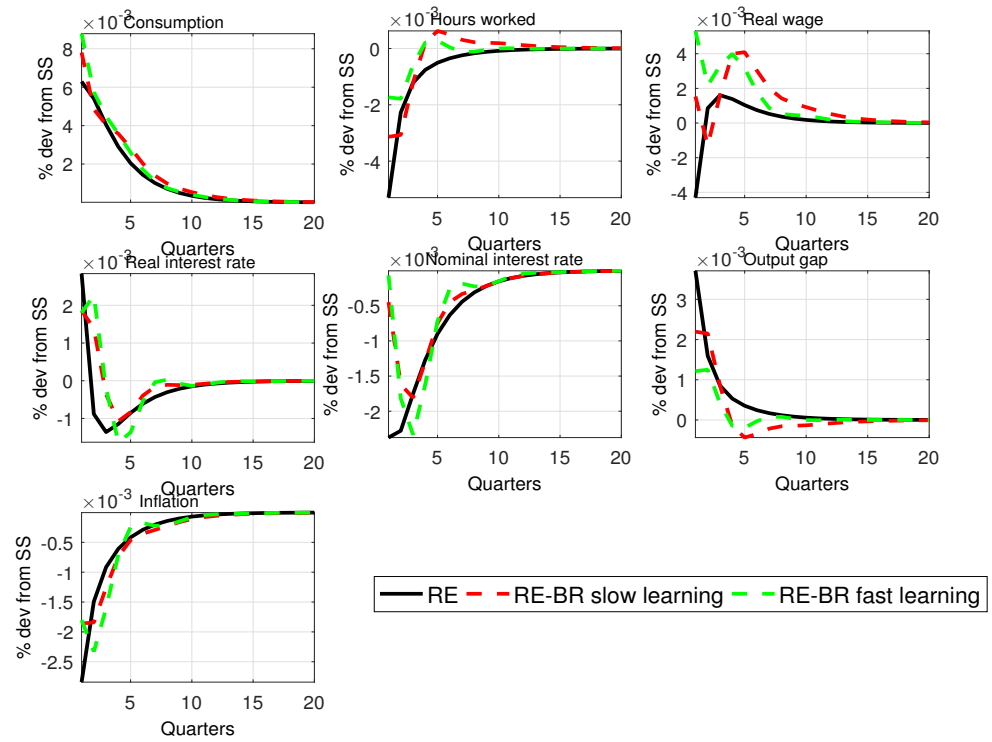 ×10⁻³ Consumption
% dev from SS
8
6
4
2
5 10 15 20
Quarters
×10⁻³ Hours worked
% dev from SS
0
-2
-4
5 10 15 20
Quarters
×10⁻³ Real wage
% dev from SS
4
2
0
-2
-4
5 10 15 20
Quarters
×10⁻³ Real interest rate
% dev from SS
2
1
0
-1
5 10 15 20
Quarters
×10⁻³ Nominal interest rate
% dev from SS
-0.5
-1
-1.5
-2
5 10 15 20
Quarters
×10⁻³ Output gap
% dev from SS
3
2
1
0
5 10 15 20
Quarters
×10⁻³ Inflation
% dev from SS
-0.5
-1
-1.5
-2
-2.5
5 10 15 20
Quarters
RE RE-BR slow learning RE-BR fast learning